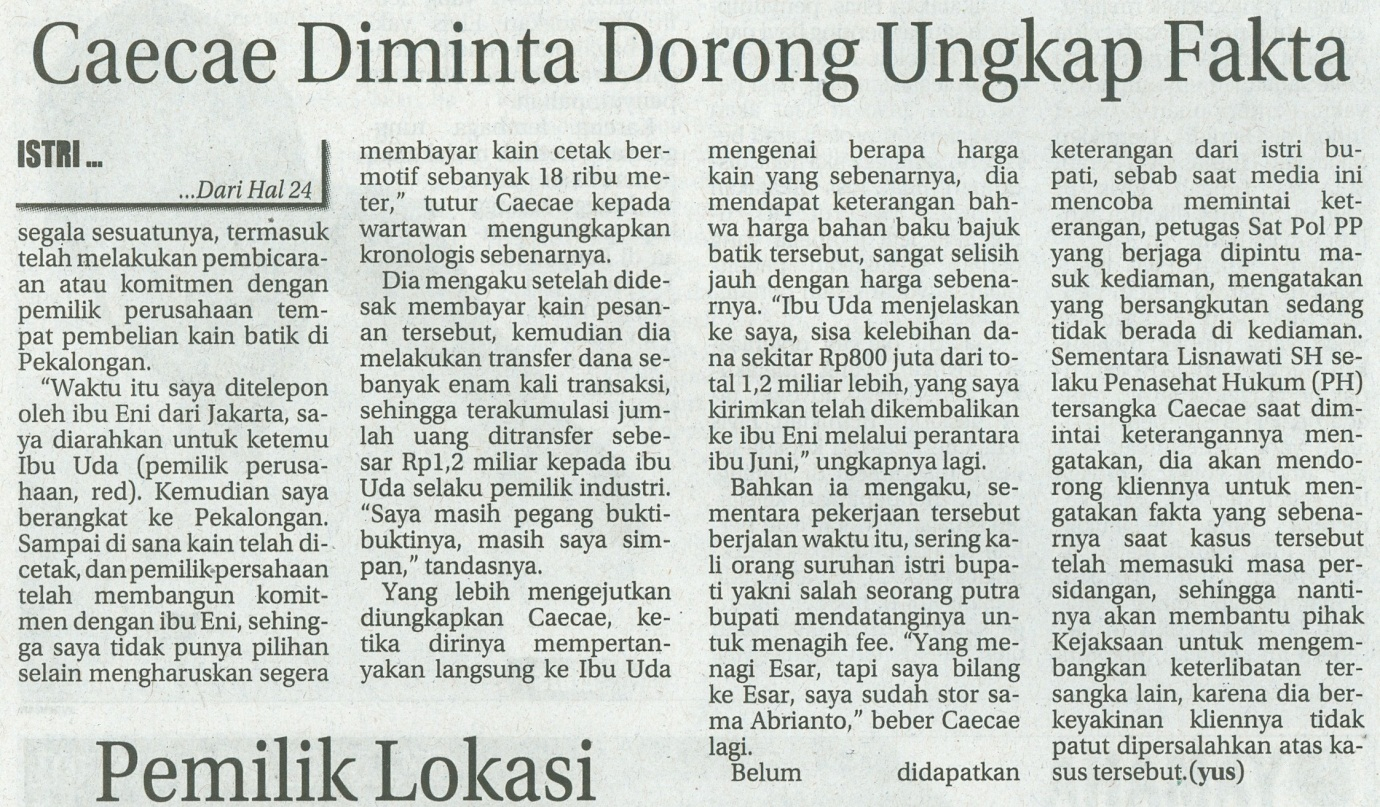 Caecae Diminta Dorong Ungkap Fakta
ISTRI ...
...Dari Hal 24
segala sesuatunya, termasuk
telah melakukan pembicara-
an atau komitmen dengan
pemilik perusahaan tem-
pat pembelian kain batik di
Pekalongan.
“Waktu itu saya ditelepon
oleh ibu Eni dari Jakarta, sa-
ya diarahkan untuk ketemu
Ibu Uda (pemilik perusa-
haan, red). Kemudian saya
berangkat ke Pekalongan.
Sampai di sana kain telah di-
cetak, dan pemilik persahaan
telah membangun komit-
men dengan ibu Eni, sehing-
ga saya tidak punya pilihan
selain mengharuskan segera
membayar kain cetak ber-
motif sebanyak 18 ribu me-
ter,” tutur Caecae kepada
wartawan mengungkapkan
kronologis sebenarnya.
Dia mengaku setelah dide-
sak membayar kain pesan-
an tersebut, kemudian dia
melakukan transfer dana se-
banyak enam kali transaksi,
sehingga terakumulasi jum-
lah uang ditransfer sebe-
sar Rp1,2 miliar kepada ibu
Uda selaku pemilik industri.
“Saya masih pegang bukti-
buktinya, masih saya sim-
pan,” tandasnya.
Yang lebih mengejutkan
diungkapkan Caecae, ke-
tika dirinya mempertan-
yakan langsung ke Ibu Uda
mengenai berapa harga
kain yang sebenarnya, dia
mendapat keterangan bah-
wa harga bahan baku bajuk
batik tersebut, sangat selisih
jauh dengan harga sebena-
rnya. “Ibu Uda menjelaskan
ke saya, sisa kelebihan da-
na sekitar Rp800 juta dari to-
tal 1,2 miliar lebih, yang saya
kirimkan telah dikembalikan
ke ibu Eni melalui perantara
ibu Juni,” ungkapnya lagi.
Bahkan ia mengaku, se-
mentara pekerjaan tersebut
berjalan waktu itu, sering ka-
li orang suruhan istri bupa-
ti yakni salah seorang putra
bupati mendatanginya un-
tuk menagih fee. “Yang me-
nagi Esar, tapi saya bilang
ke Esar, saya sudah stor sa-
ma Abrianto,” beber Caecae
lagi.
Belum didapatkan
keterangan dari istri bu-
pati, sebab saat media ini
mencoba memintai ket-
erangan, petugas Sat Pol PP
yang berjaga dipintu ma-
suk kediaman, mengatakan
yang bersangkutan sedang
tidak berada di kediaman.
Sementara Lisnawati SH se-
laku Penasehat Hukum (PH)
tersangka Caecae saat dim-
intai keterangannya men-
gatakan, dia akan mendo-
rong kliennya untuk men-
gatakan fakta yang sebena-
rnya saat kasus tersebut
telah memasuki masa per-
sidangan, sehingga nanti-
nya akan membantu pihak
Kejaksaan untuk mengem-
bangkan keterlibatan ter-
sangka lain, karena dia ber-
keyakinan kliennya tidak
patut dipersalahkan atas ka-
sus tersebut.(yus)
Pemilik Lokasi